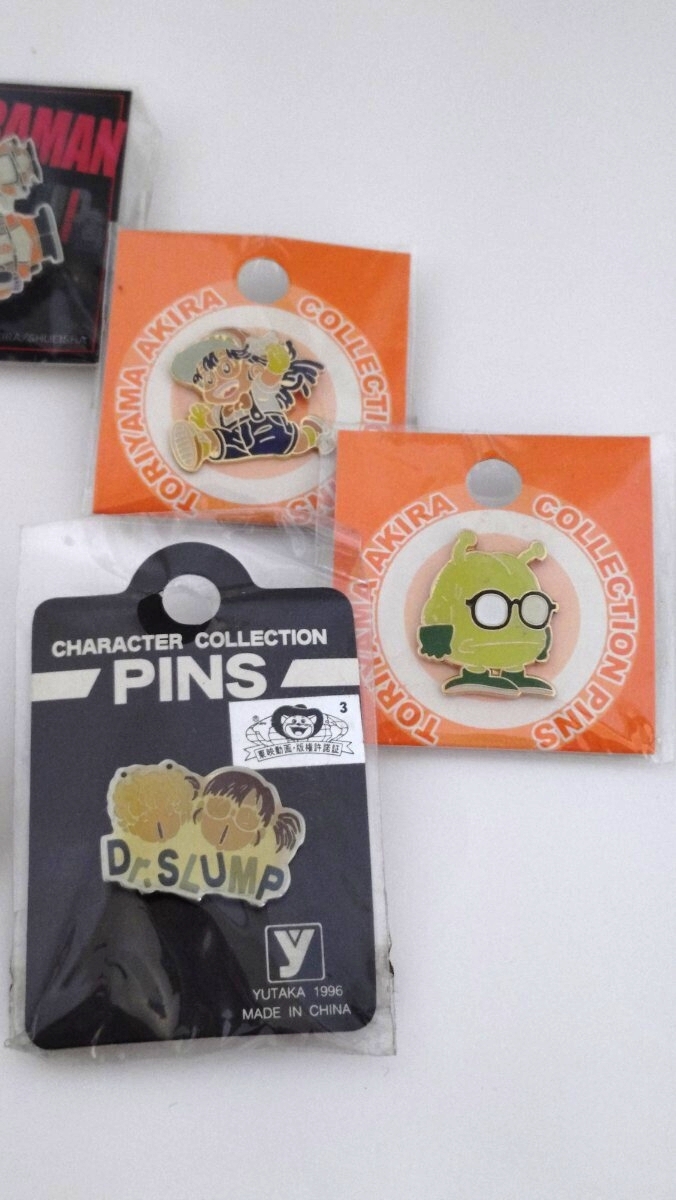 RAMAN
RA/SHUEISHA
TORIYAMA AKIRA
COLLECTION PINS
TORIYAMA AKIRA
COLLECTION PINS
CHARACTER COLLECTION
PINS
3
東映動画・版権許諾証
Dr.SLUMP
y
YUTAKA 1996
MADE IN CHINA